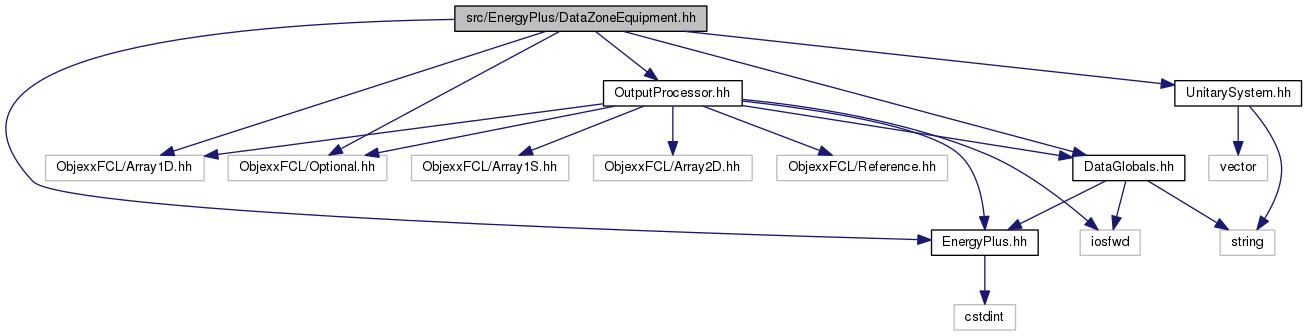 src/EnergyPlus/DataZoneEquipment.hh
OutputProcessor.hh
UnitarySystem.hh
ObjexxFCL/Array1D.hh
ObjexxFCL/Optional.hh
ObjexxFCL/Array1S.hh
ObjexxFCL/Array2D.hh
ObjexxFCL/Reference.hh
DataGlobals.hh
vector
EnergyPlus.hh
iosfwd
string
cstdint